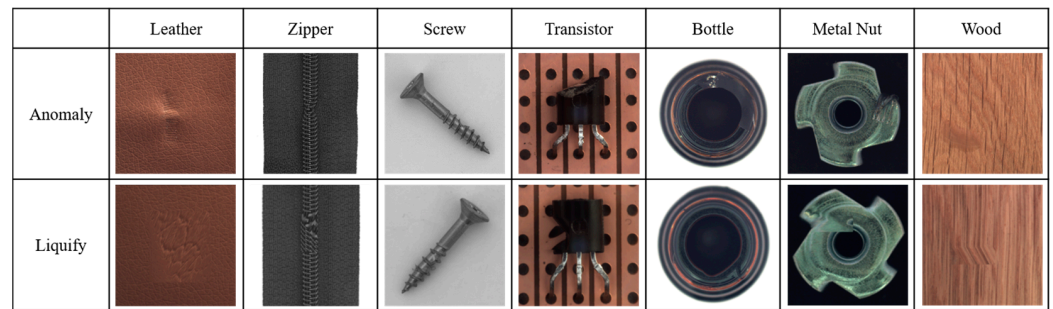 Leather Zipper Screw Transistor Bottle Metal Nut Wood
Anomaly
Liquify